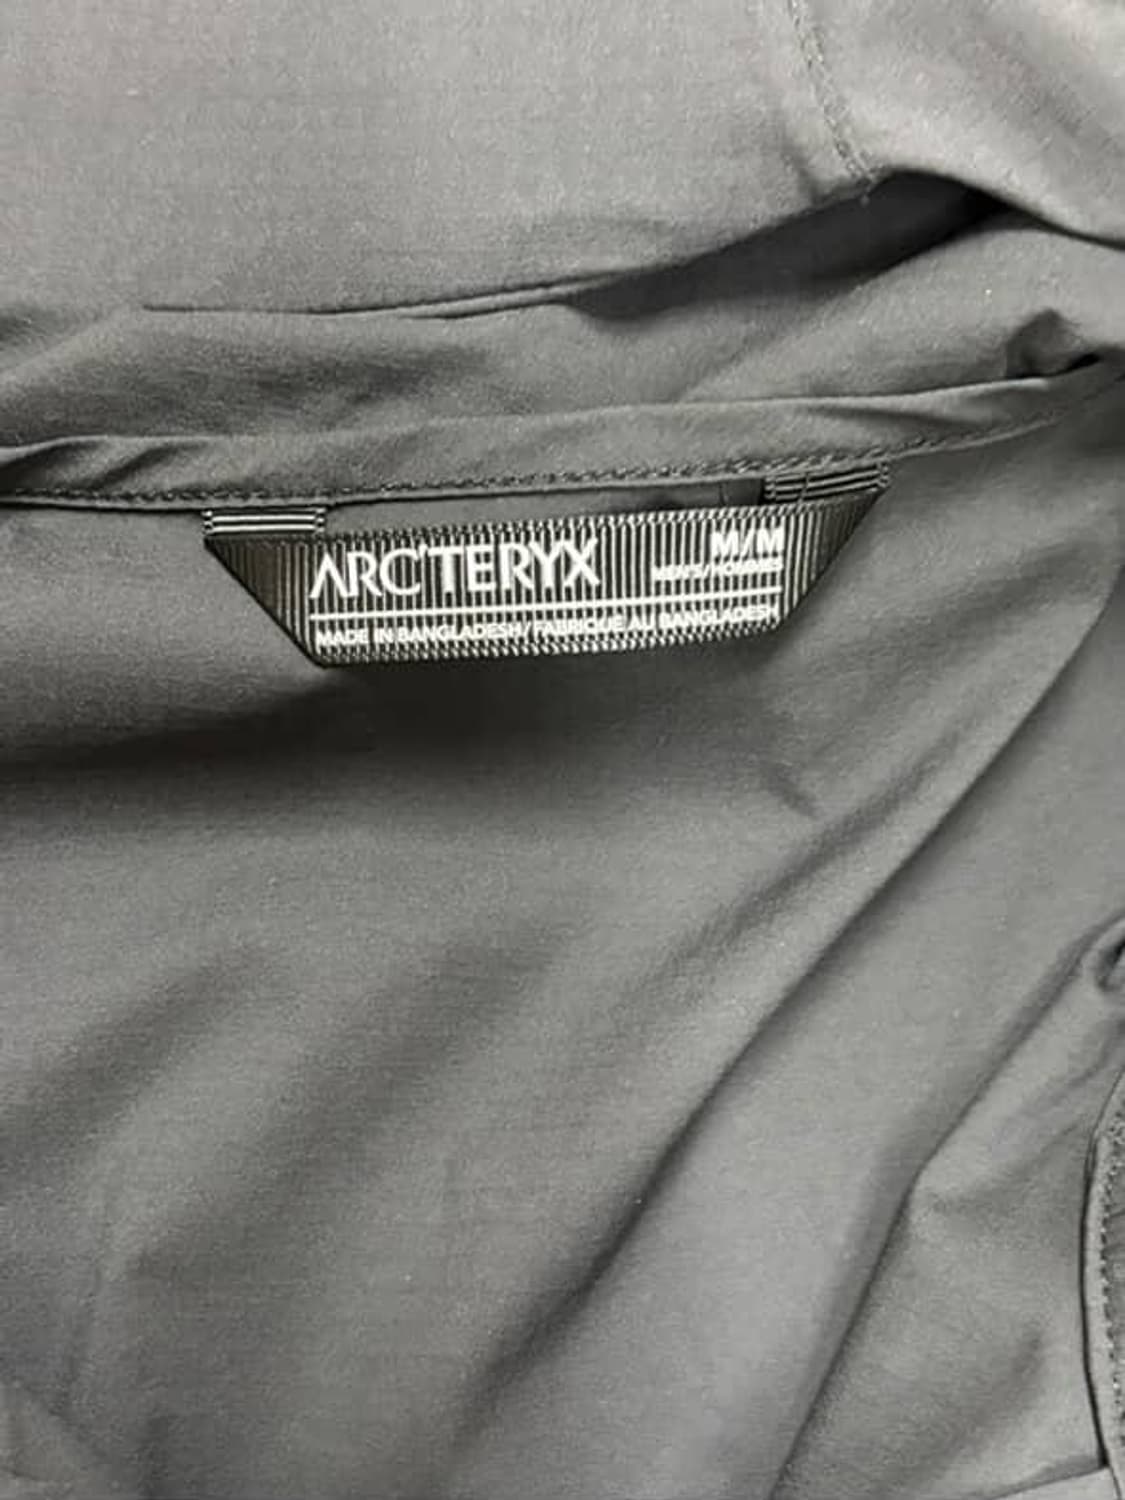 ARC'TERYX
M/M
MEN'S/HOMMES
MADE IN BANGLADESH/FABRIQUÉ AU BANGLADESH